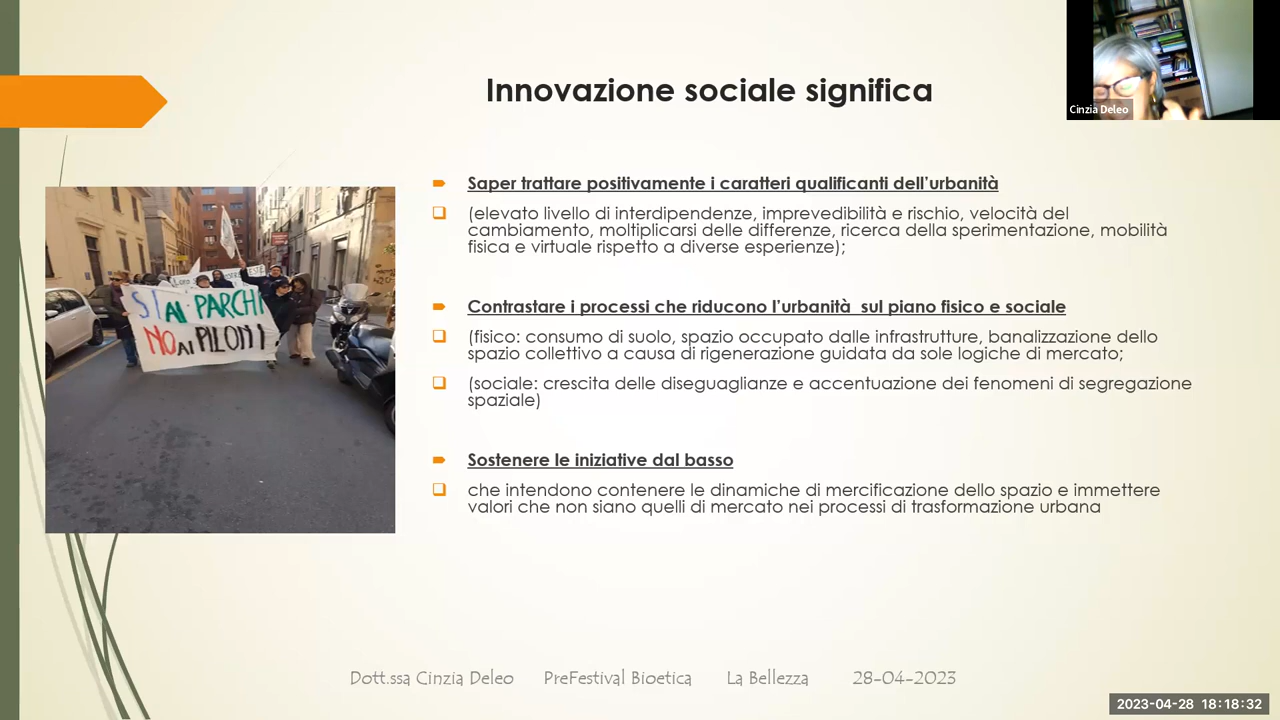 Innovazione sociale significa
Cinzia Deleo
Saper trattare positivamente i caratteri qualificanti dell'urbanità
(elevato livello di interdipendenze, imprevedibilità e rischio, velocità del
cambiamento, moltiplicarsi delle differenze, ricerca della sperimentazione, mobilità
fisica e virtuale rispetto a diverse esperienze);
SI AI PARCHI
NO AI PILONI
Contrastare i processi che riducono l'urbanità sul piano fisico e sociale
(fisico: consumo di suolo, spazio occupato dalle infrastrutture, banalizzazione dello
spazio collettivo a causa di rigenerazione guidata da sole logiche di mercato;
(sociale: crescita delle diseguaglianze e accentuazione dei fenomeni di segregazione
spaziale)
Sostenere le iniziative dal basso
che intendono contenere le dinamiche di mercificazione dello spazio e immettere
valori che non siano quelli di mercato nei processi di trasformazione urbana
Dott.ssa Cinzia Deleo PreFestival Bioetica La Bellezza 28-04-2023
2023-04-28 18:18:32